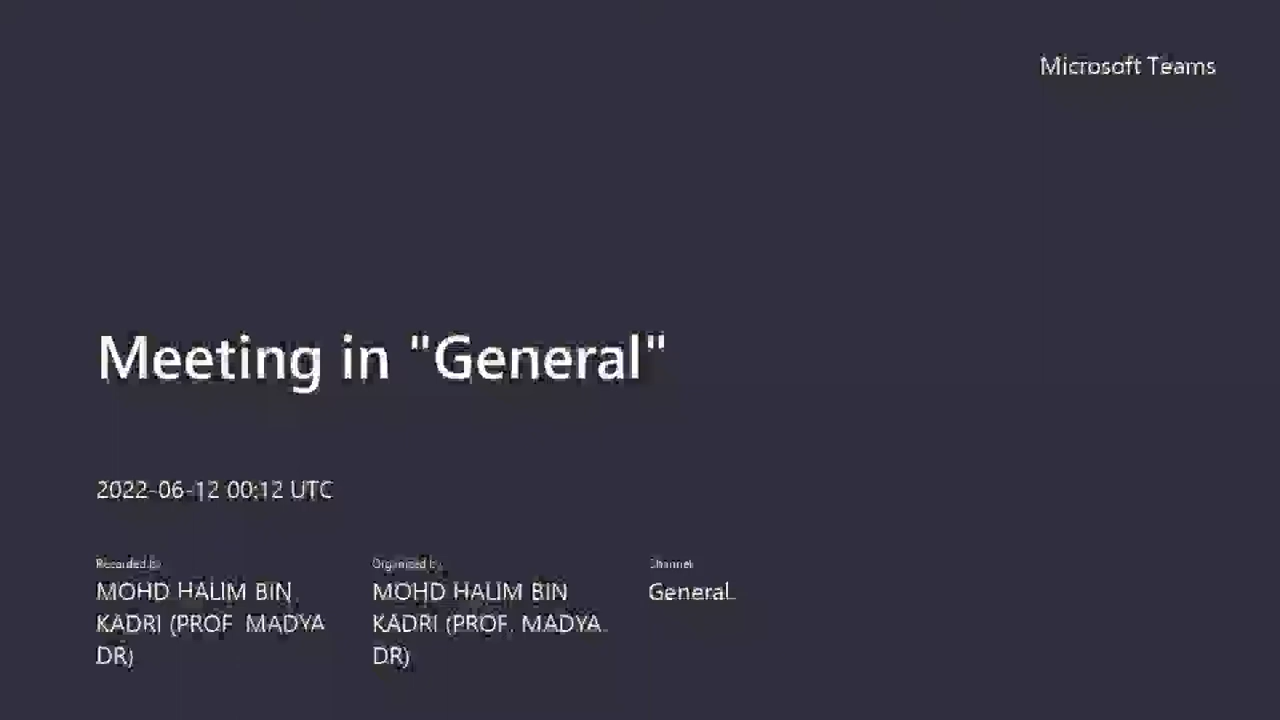 Microsoft Teams
Meeting in "General"
2022-06-12 00:12 UTC
Recorded by
MOHD HALIM BIN
KADRI (PROF. MADYA
DR)
Organized by
MOHD HALIM BIN
KADRI (PROF. MADYA.
DR)
Channel
General